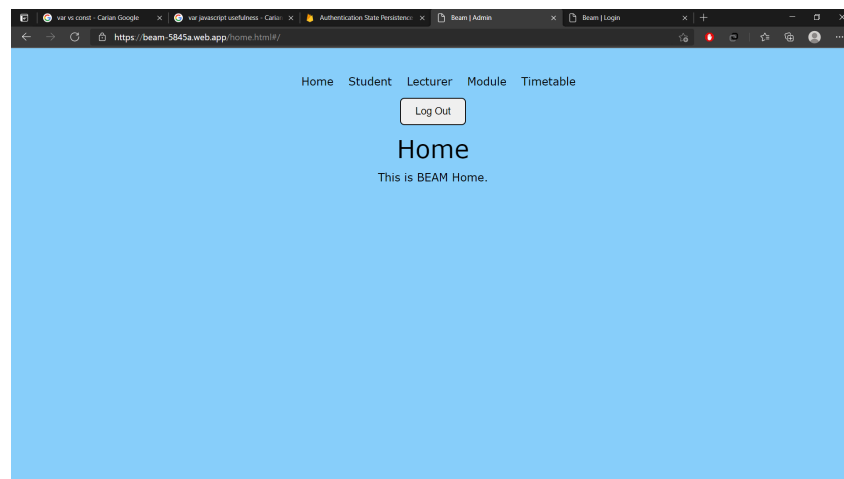 var vs const - Carian Google
var javascript usefulness - Carian
Authentication State Persistence
Beam | Admin
Beam | Login
https://beam-5845a.web.app/home.html#/
Home Student Lecturer Module Timetable
Log Out
Home
This is BEAM Home.